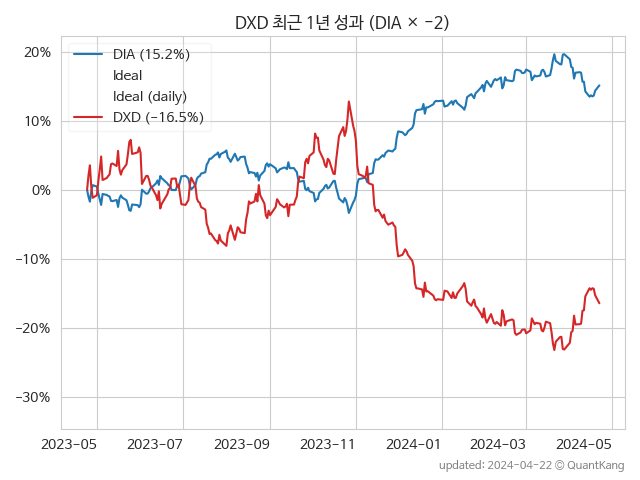 DXD 최근 1년 성과 (DIA × −2)
DIA (15.2%)
Ideal
Ideal (daily)
DXD (−16.5%)
20%
10%
0%
−10%
−20%
−30%
2023-05 2023-07 2023-09 2023-11 2024-01 2024-03 2024-05
updated: 2024-04-22 © QuantKang